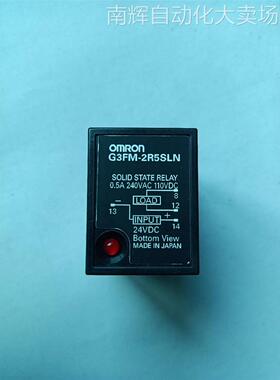 南辉自动化大卖场
OMRON
G3FM-2R5SLN
SOLID STATE RELAY
0.5A 240VAC 110VDC
8
LOAD
12
− +
13 INPUT 14
24VDC
Bottom View
MADE IN JAPAN